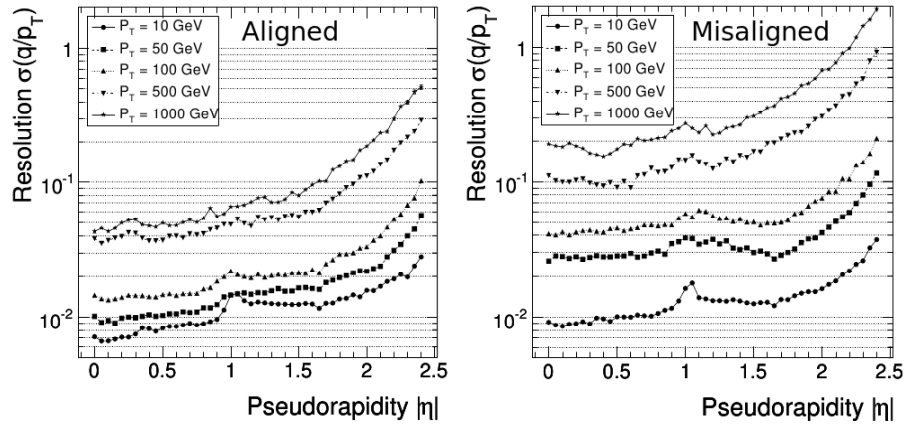 Aligned
P_T = 10 GeV
P_T = 50 GeV
P_T = 100 GeV
P_T = 500 GeV
P_T = 1000 GeV
Resolution σ(q/p_T)
1
10^-1
10^-2
0 0.5 1 1.5 2 2.5
Pseudorapidity |η|
Misaligned
P_T = 10 GeV
P_T = 50 GeV
P_T = 100 GeV
P_T = 500 GeV
P_T = 1000 GeV
Resolution σ(q/p_T)
1
10^-1
10^-2
0 0.5 1 1.5 2 2.5
Pseudorapidity |η|